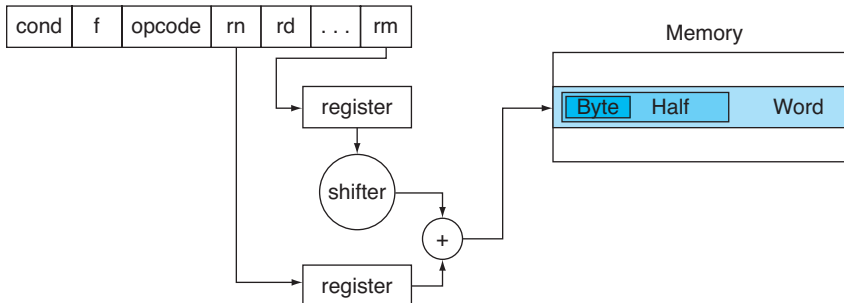 cond f opcode rn rd . . . rm
Memory
register
Byte Half Word
shifter
+
register